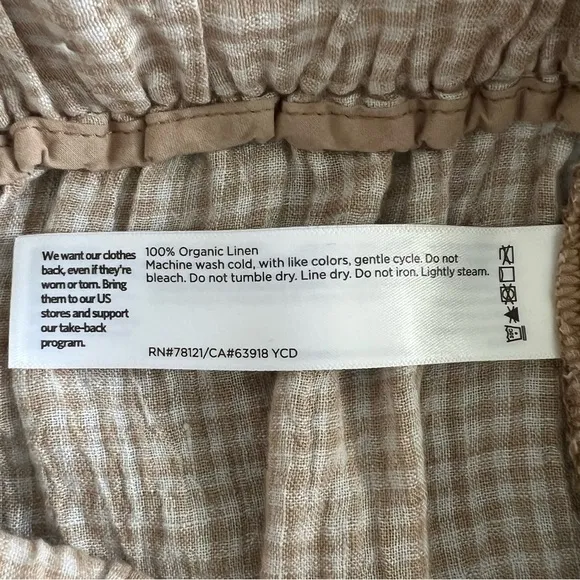 We want our clothes
back, even if they're
worn or torn. Bring
them to our US
stores and support
our take-back
program.
100% Organic Linen
Machine wash cold, with like colors, gentle cycle. Do not
bleach. Do not tumble dry. Line dry. Do not iron. Lightly steam.
RN#78121/CA#63918 YCD